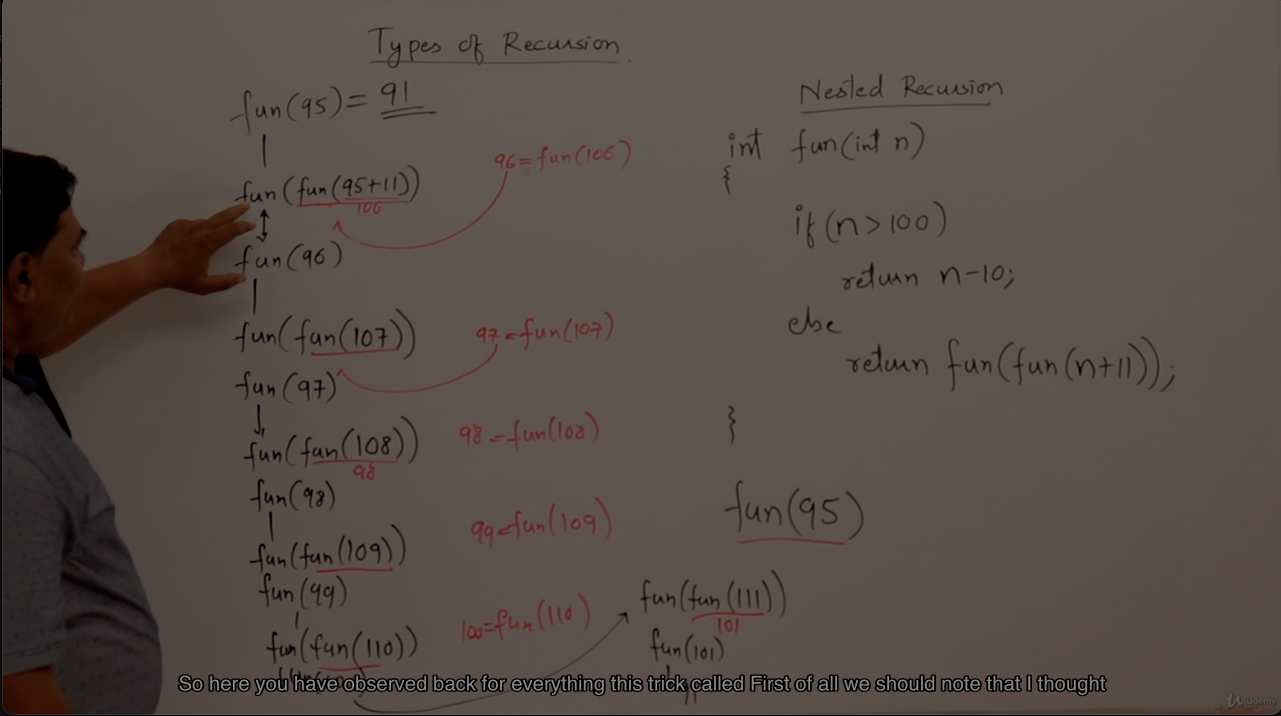 Types of Recursion.
fun(95) = 91
fun(fun(95+11))
106
96=fun(106)
fun(96)
fun(fun(107))
97=fun(107)
fun(97)
fun(fun(108))
98
98=fun(108)
fun(98)
fun(fun(109))
99=fun(109)
fun(99)
fun(fun(110))
100=fun(110)
fun(fun(111))
101
fun(101)
Nested Recursion
int fun(int n)
{
if(n>100)
return n-10;
else
return fun(fun(n+11));
}
fun(95)
So here you have observed back for everything this trick called First of all we should note that I thought
Udemy